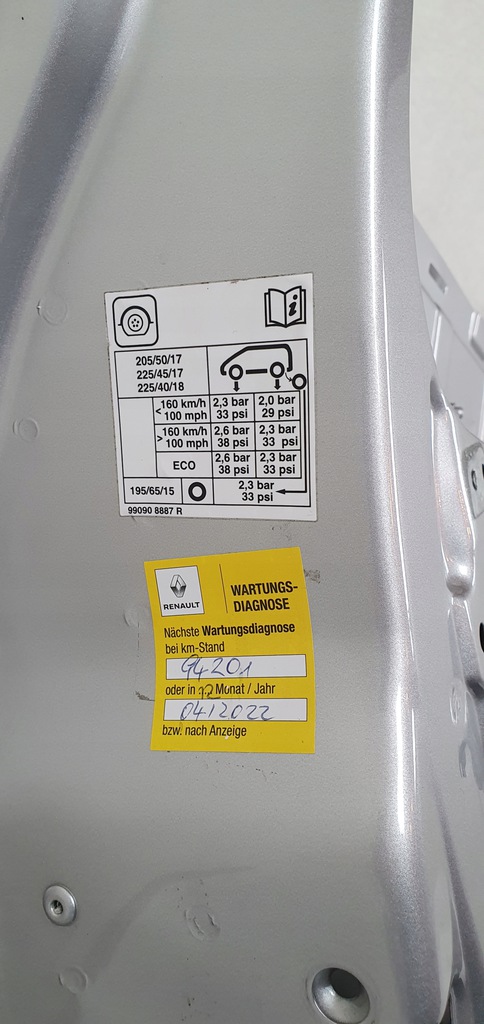 i
205/50/17
225/45/17
225/40/18
< 160 km/h 100 mph 2,3 bar 33 psi 2,0 bar 29 psi
> 160 km/h 100 mph 2,6 bar 38 psi 2,3 bar 33 psi
ECO 2,6 bar 38 psi 2,3 bar 33 psi
195/65/15 2,3 bar 33 psi
99090 8887 R
RENAULT
WARTUNGS-
DIAGNOSE
Nächste Wartungsdiagnose
bei km-Stand
94201
oder in 12 Monat / Jahr
04/2022
bzw. nach Anzeige